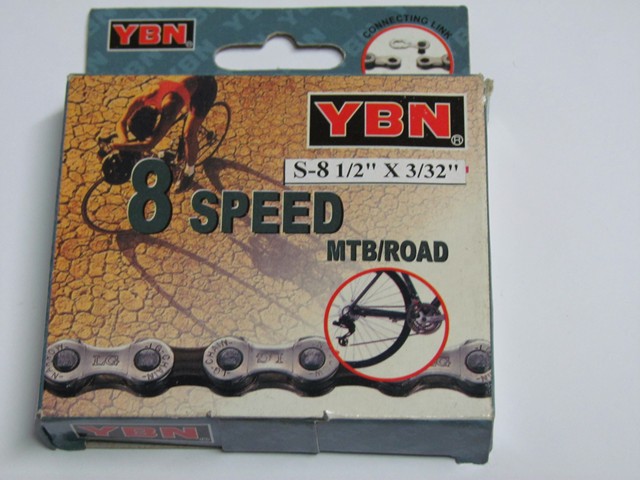 YBN®
CONNECTING LINK
YBN®
S-8 1/2" X 3/32"
8 SPEED
MTB/ROAD
YBN